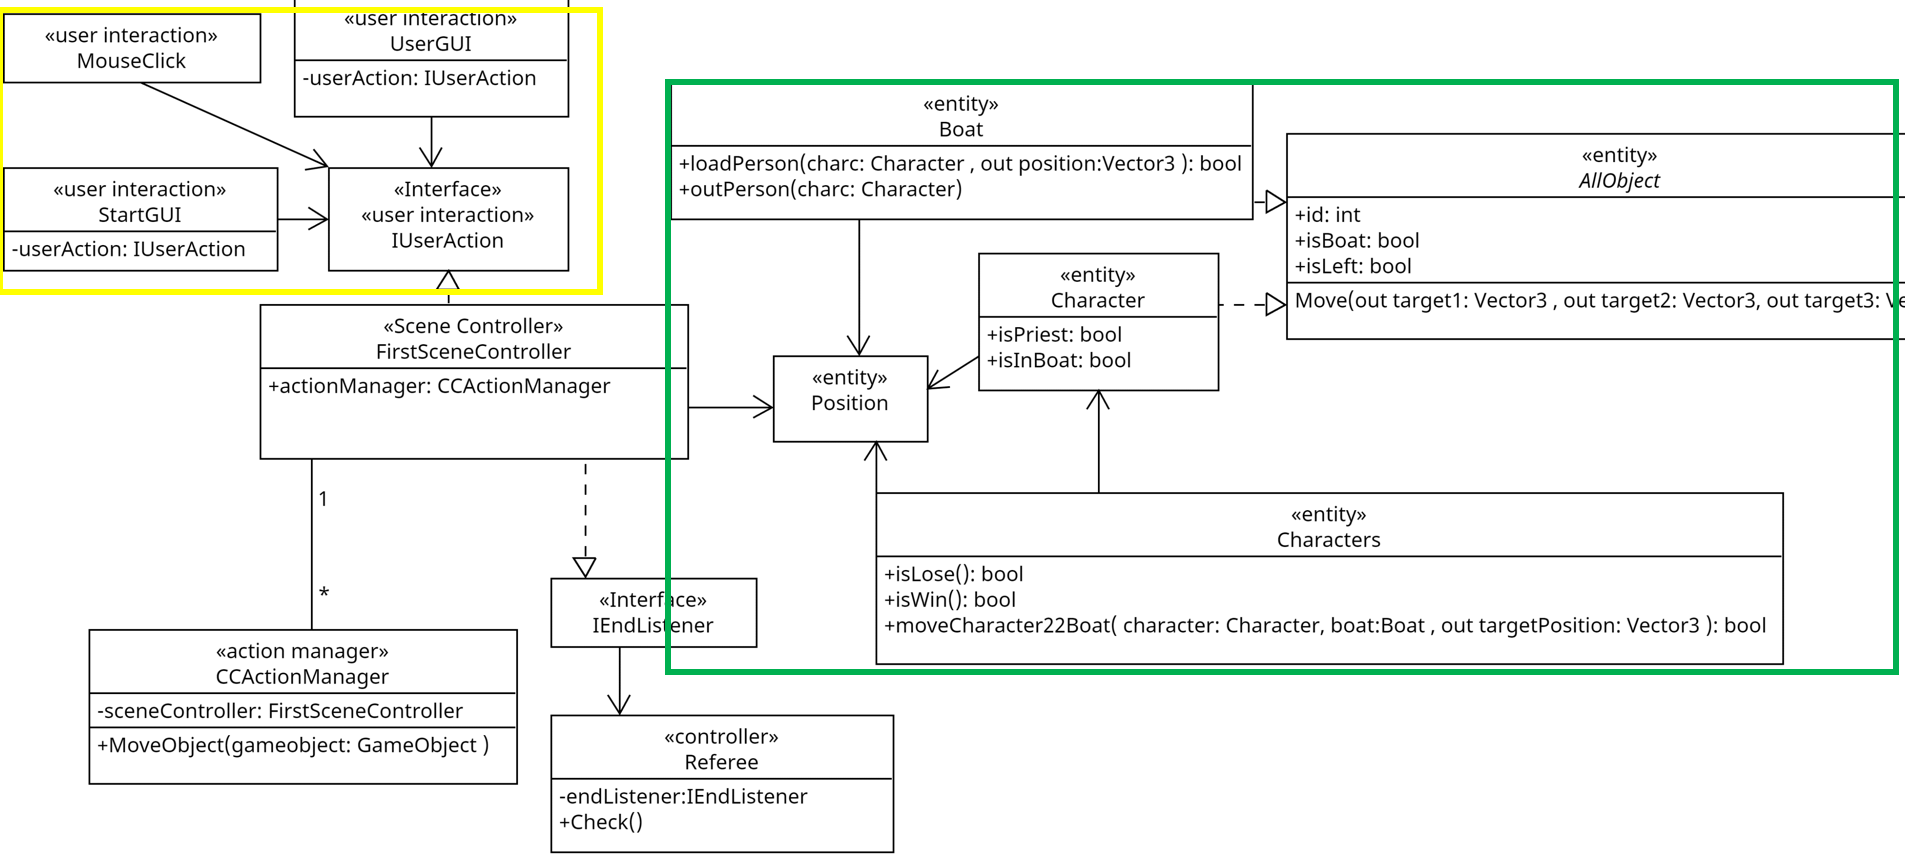 «user interaction»
MouseClick
«user interaction»
UserGUI
-userAction: IUserAction
«user interaction»
StartGUI
-userAction: IUserAction
«Interface»
«user interaction»
IUserAction
«entity»
Boat
+loadPerson(charc: Character , out position:Vector3 ): bool
+outPerson(charc: Character)
«entity»
AllObject
+id: int
+isBoat: bool
+isLeft: bool
Move(out target1: Vector3 , out target2: Vector3, out target3: Ve
«entity»
Character
+isPriest: bool
+isInBoat: bool
«Scene Controller»
FirstSceneController
+actionManager: CCActionManager
«entity»
Position
1
*
«entity»
Characters
+isLose(): bool
+isWin(): bool
+moveCharacter22Boat( character: Character, boat:Boat , out targetPosition: Vector3 ): bool
«Interface»
IEndListener
«action manager»
CCActionManager
-sceneController: FirstSceneController
+MoveObject(gameobject: GameObject )
«controller»
Referee
-endListener:IEndListener
+Check()